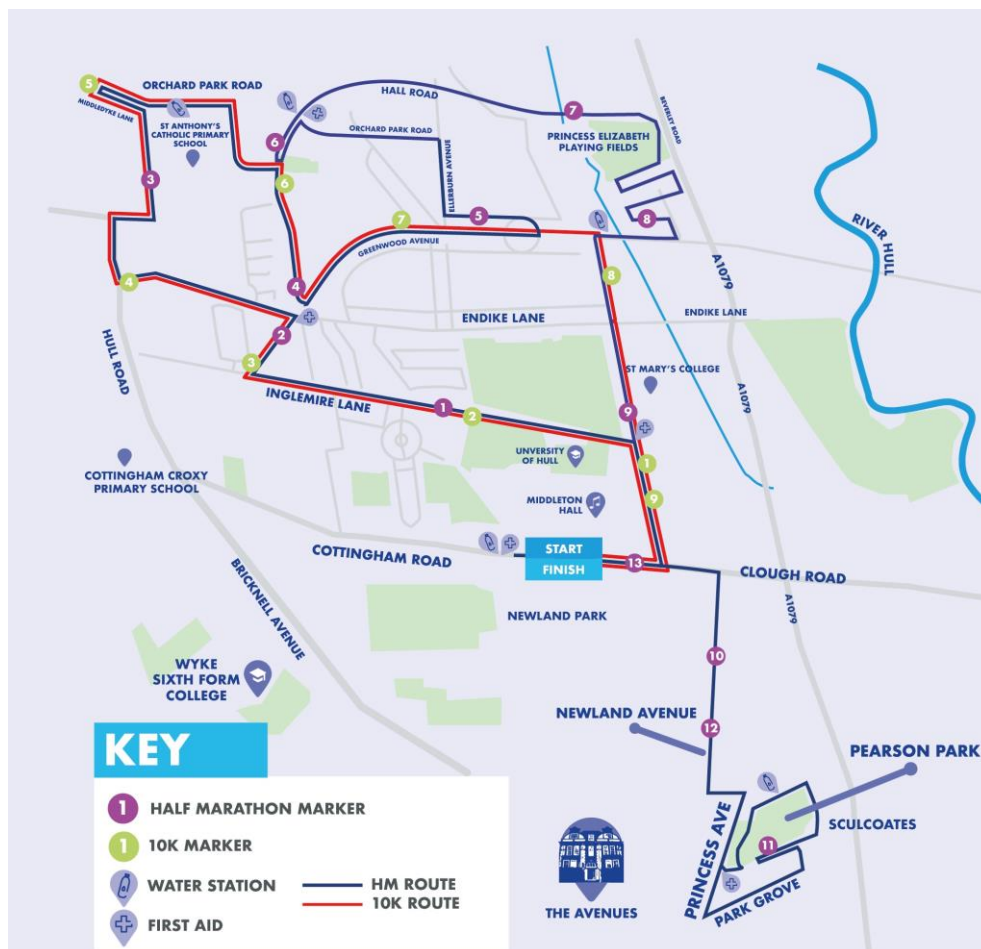 5
ORCHARD PARK ROAD
MIDDLEDYKE LANE
ST ANTHONY'S
CATHOLIC PRIMARY
SCHOOL
3
HALL ROAD
7
ORCHARD PARK ROAD
PRINCESS ELIZABETH
PLAYING FIELDS
BEVERLEY ROAD
6
6
ELLERBURN AVENUE
7
5
8
GREENWOOD AVENUE
RIVER HULL
4
4
8
A1079
HULL ROAD
2
ENDIKE LANE
ENDIKE LANE
3
ST MARY'S COLLEGE
INGLEMIRE LANE
1
2
9
A1079
UNVERSITY
OF HULL
1
COTTINGHAM CROXY
PRIMARY SCHOOL
MIDDLETON
HALL
9
START
FINISH
13
COTTINGHAM ROAD
CLOUGH ROAD
BRICKNELL AVENUE
NEWLAND PARK
A1079
WYKE
SIXTH FORM
COLLEGE
10
NEWLAND AVENUE
12
PEARSON PARK
PRINCESS AVE
SCULCOATES
11
PARK GROVE
THE AVENUES
KEY
1 HALF MARATHON MARKER
1 10K MARKER
WATER STATION
FIRST AID
HM ROUTE
10K ROUTE